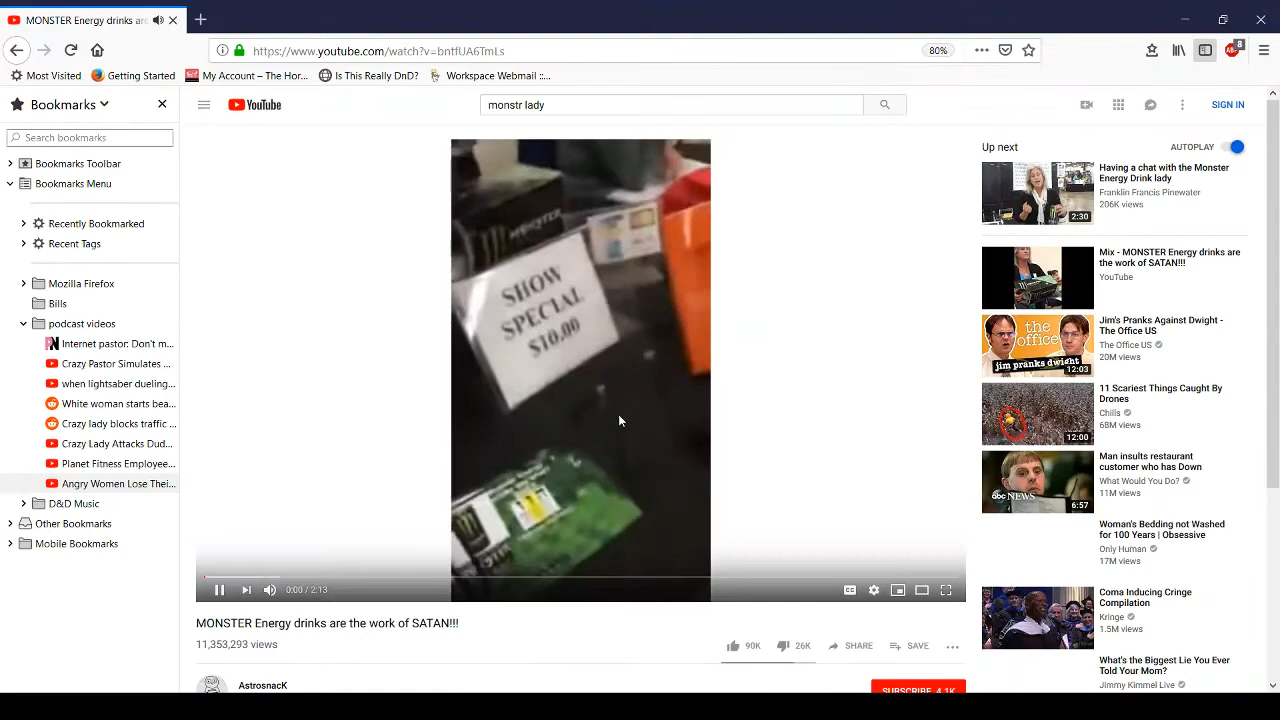 MONSTER Energy drinks are
https://www.youtube.com/watch?v=bntfUA6TmLs
80%
8
Most Visited
Getting Started
My Account – The Hor...
Is This Really DnD?
Workspace Webmail ::...
Bookmarks
Search bookmarks
Bookmarks Toolbar
Bookmarks Menu
Recently Bookmarked
Recent Tags
Mozilla Firefox
Bills
podcast videos
Internet pastor: Don't m...
Crazy Pastor Simulates ...
when lightsaber dueling...
White woman starts bea...
Crazy lady blocks traffic ...
Crazy Lady Attacks Dud...
Planet Fitness Employee...
Angry Women Lose Thei...
D&D Music
Other Bookmarks
Mobile Bookmarks
YouTube
monstr lady
SIGN IN
MONSTER
SHOW
SPECIAL
$10.00
0:00 / 2:13
CC
MONSTER Energy drinks are the work of SATAN!!!
11,353,293 views
90K
26K
SHARE
SAVE
AstrosnacK
SUBSCRIBE 4.1K
Up next
AUTOPLAY
Having a chat with the Monster
Energy Drink lady
Franklin Francis Pinewater
206K views
2:30
Mix - MONSTER Energy drinks are
the work of SATAN!!!
YouTube
the
office
jim pranks dwight
12:03
Jim's Pranks Against Dwight -
The Office US
The Office US
20M views
12:00
11 Scariest Things Caught By
Drones
Chills
68M views
abc NEWS
6:57
Man insults restaurant
customer who has Down
What Would You Do?
11M views
Woman's Bedding not Washed
for 100 Years | Obsessive
Only Human
17M views
Coma Inducing Cringe
Compilation
Kringe
1.5M views
What's the Biggest Lie You Ever
Told Your Mom?
Jimmy Kimmel Live